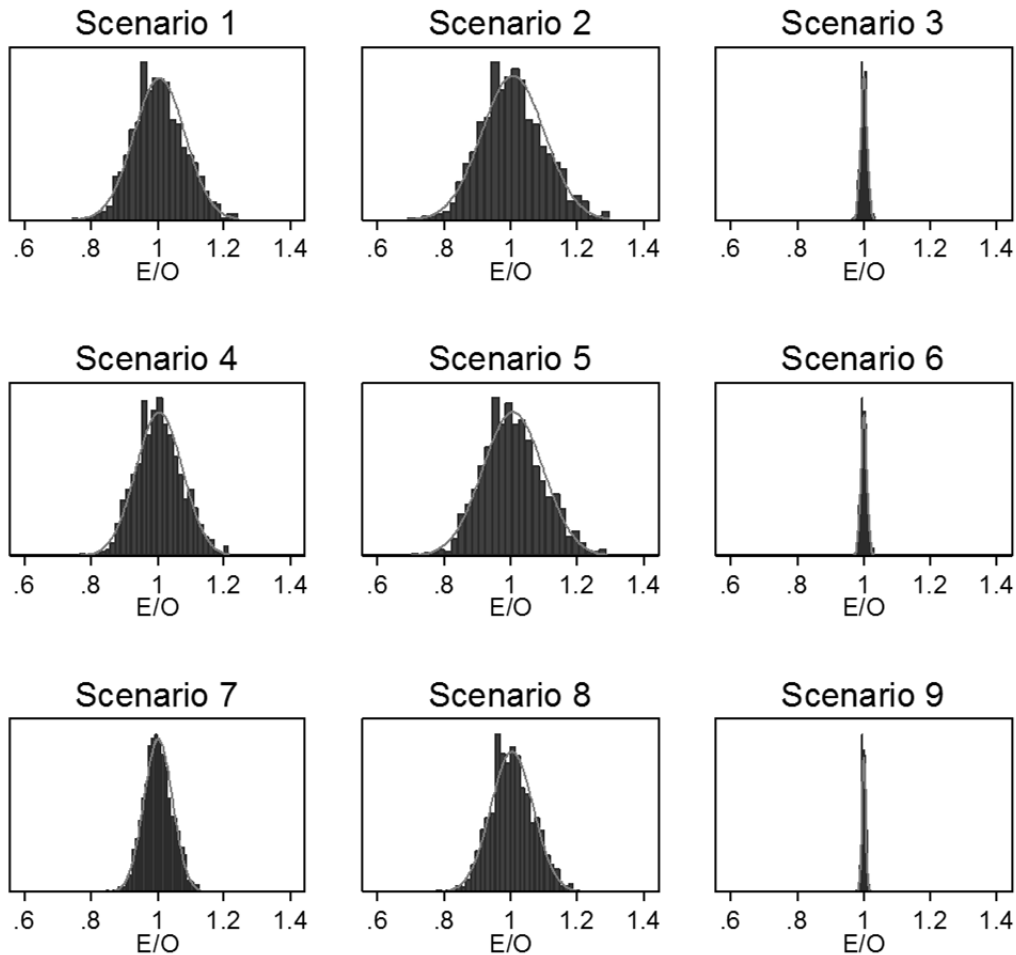 Scenario 1 Scenario 2 Scenario 3
.6 .8 1 1.2 1.4 .6 .8 1 1.2 1.4 .6 .8 1 1.2 1.4
E/O E/O E/O
Scenario 4 Scenario 5 Scenario 6
.6 .8 1 1.2 1.4 .6 .8 1 1.2 1.4 .6 .8 1 1.2 1.4
E/O E/O E/O
Scenario 7 Scenario 8 Scenario 9
.6 .8 1 1.2 1.4 .6 .8 1 1.2 1.4 .6 .8 1 1.2 1.4
E/O E/O E/O